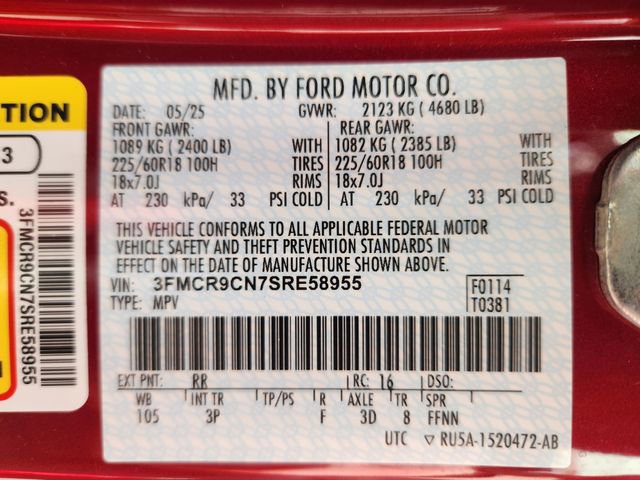 MFD. BY FORD MOTOR CO.
DATE: 05/25 GVWR: 2123 KG ( 4680 LB)
FRONT GAWR: REAR GAWR:
1089 KG ( 2400 LB) WITH 1082 KG ( 2385 LB) WITH
225/60R18 100H TIRES 225/60R18 100H TIRES
18x7.0J RIMS 18x7.0J RIMS
AT 230 kPa/ 33 PSI COLD AT 230 kPa/ 33 PSI COLD
THIS VEHICLE CONFORMS TO ALL APPLICABLE FEDERAL MOTOR
VEHICLE SAFETY AND THEFT PREVENTION STANDARDS IN
EFFECT ON THE DATE OF MANUFACTURE SHOWN ABOVE.
VIN: 3FMCR9CN7SRE58955 F0114
TYPE: MPV T0381
EXT PNT: RR RC: 16 DSO:
WB INT TR TP/PS R AXLE TR SPR
105 3P F 3D 8 FFNN
UTC ▽ RU5A-1520472-AB
TION
3
S.
3FMCR9CN7SRE58955